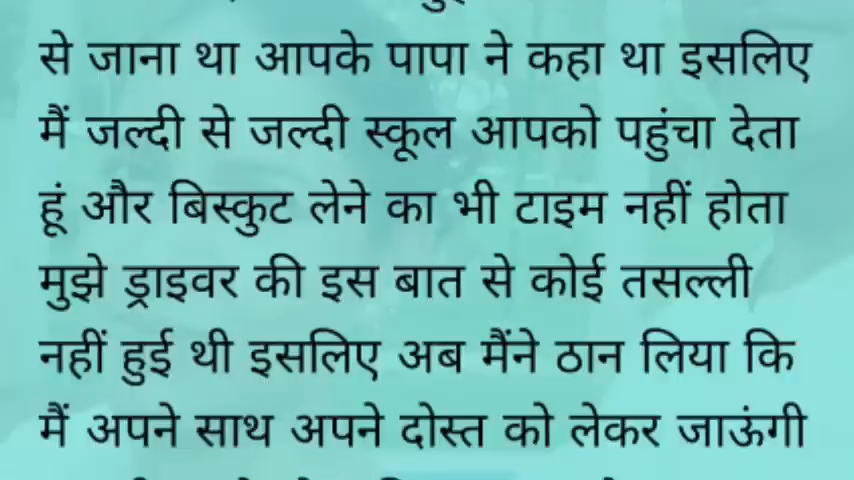 से जाना था आपके पापा ने कहा था इसलिए
मैं जल्दी से जल्दी स्कूल आपको पहुंचा देता
हूं और बिस्कुट लेने का भी टाइम नहीं होता
मुझे ड्राइवर की इस बात से कोई तसल्ली
नहीं हुई थी इसलिए अब मैंने ठान लिया कि
मैं अपने साथ अपने दोस्त को लेकर जाऊंगी